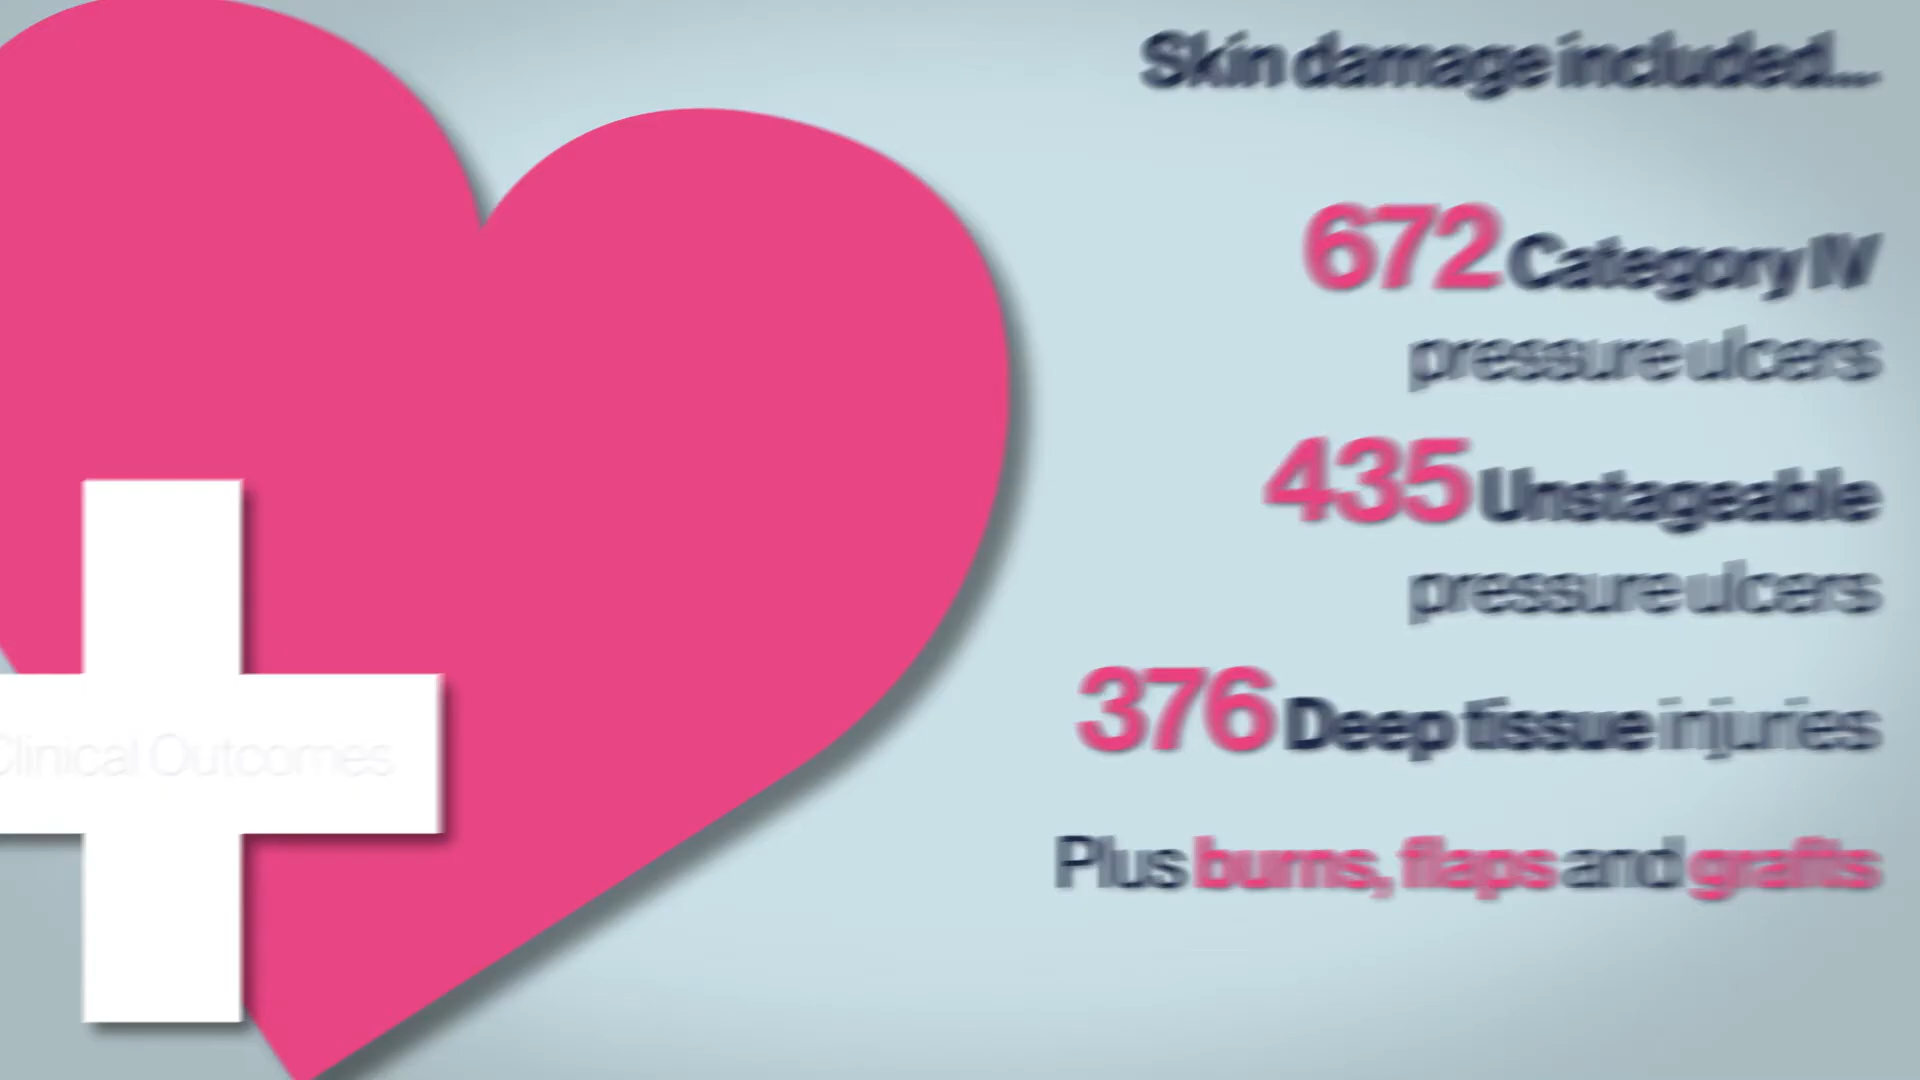 Skin damage included...
672 Category IV
pressure ulcers
435 Unstageable
pressure ulcers
376 Deep tissue injuries
Clinical Outcomes
Plus burns, flaps and grafts